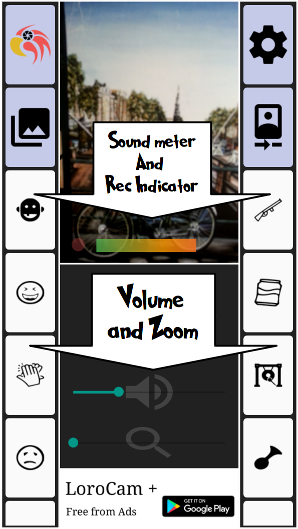 Sound meter
And
Rec Indicator
Volume
and Zoom
LoroCam +
Free from Ads
GET IT ON
Google Play